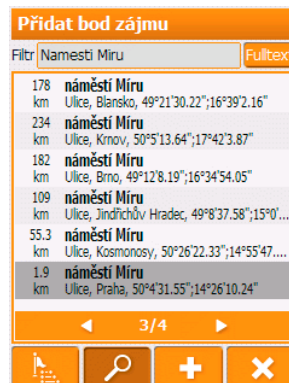 Přidat bod zájmu
Filtr Namesti Miru Fulltex
178 náměstí Míru
km Ulice, Blansko, 49°21'30.22";16°39'2.16"
234 náměstí Míru
km Ulice, Krnov, 50°5'13.64";17°42'3.87"
182 náměstí Míru
km Ulice, Brno, 49°12'8.19";16°34'54.05"
109 náměstí Míru
km Ulice, Jindřichův Hradec, 49°8'37.58";15°0'...
55.3 náměstí Míru
km Ulice, Kosmonosy, 50°26'22.33";14°55'47....
1.9 náměstí Míru
km Ulice, Praha, 50°4'31.55";14°26'10.24"
3/4